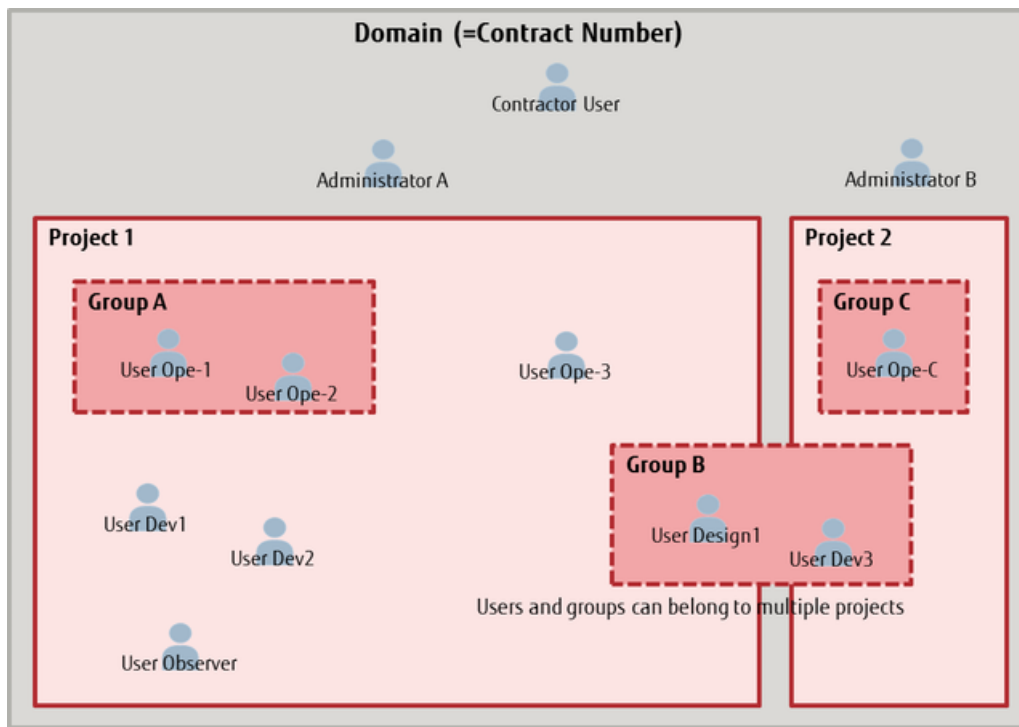 Domain (=Contract Number)
Contractor User
Administrator A
Administrator B
Project 1
Project 2
Group A
Group C
User Ope-1
User Ope-2
User Ope-3
User Ope-C
Group B
User Dev1
User Dev2
User Design1
User Dev3
Users and groups can belong to multiple projects
User Observer